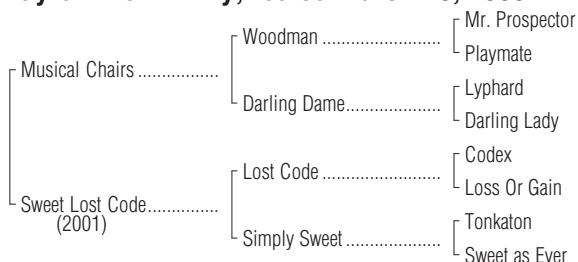 Mr. Prospector
Woodman ........................
Playmate
Musical Chairs ................
Lyphard
Darling Dame...................
Darling Lady
Codex
Lost Code ........................
Loss Or Gain
Sweet Lost Code..............
(2001)
Tonkaton
Simply Sweet ...................
Sweet as Ever